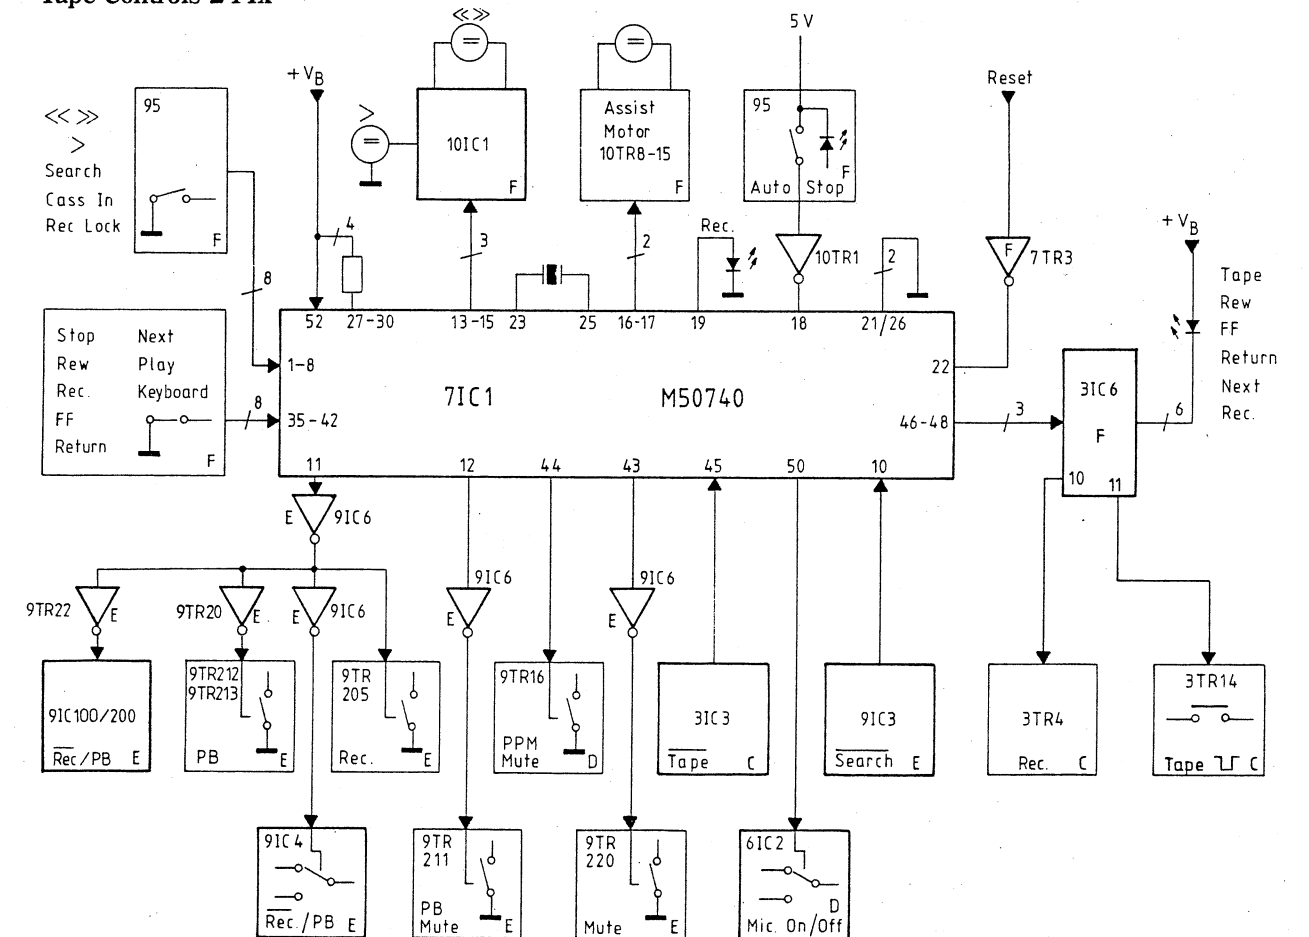 Tape Controls 2 Fix
<< >>
5 V
+VB
Reset
95
<< >>
>
Search
Cass In
Rec Lock
F
>
10IC1
F
Assist
Motor
10TR8-15
F
95
F
Auto Stop
4
3
2
Rec.
10TR1
2
F
7TR3
+VB
Tape
Rew
FF
Return
Next
Rec.
8
52
27-30
13-15
23
25
16-17
19
18
21/26
Stop
Next
Rew
Play
Rec.
Keyboard
FF
Return
F
8
1-8
35-42
7IC1
M50740
22
46-48
3
3IC6
F
10
11
6
11
12
44
43
45
50
10
E
9IC6
9TR22
E
9TR20
E
E
9IC6
9IC6
E
9IC6
E
9IC100/200
Rec/PB E
9TR212
9TR213
PB
E
9TR
205
Rec.
E
9TR16
PPM
Mute
D
3IC3
Tape C
9IC3
Search E
3TR4
Rec. C
3TR14
Tape C
9IC4
Rec./PB E
9TR
211
PB
Mute
E
9TR
220
Mute
E
6IC2
D
Mic. On/Off